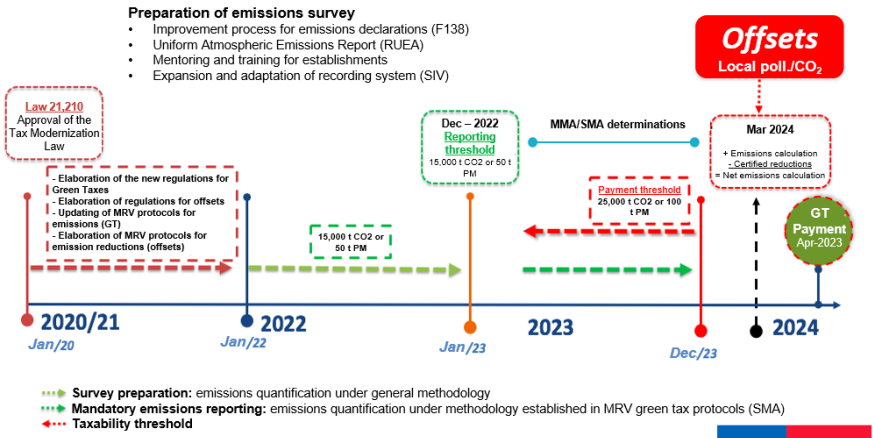 Preparation of emissions survey
• Improvement process for emissions declarations (F138)
• Uniform Atmospheric Emissions Report (RUEA)
• Mentoring and training for establishments
• Expansion and adaptation of recording system (SIV)
Offsets
Local poll./CO2
Law 21,210
Approval of the
Tax Modernization
Law
- Elaboration of the new regulations for
Green Taxes
- Elaboration of regulations for offsets
- Updating of MRV protocols for
emissions (GT)
- Elaboration of MRV protocols for
emission reductions (offsets)
15,000 t CO2 or
50 t PM
Dec – 2022
Reporting
threshold
15,000 t CO2 or 50 t
PM
MMA/SMA determinations
Payment threshold
25,000 t CO2 or 100
t PM
Mar 2024
+ Emissions calculation
- Certified reductions
= Net emissions calculation
GT
Payment
Apr-2023
2020/21
2022
2023
2024
Jan/20
Jan/22
Jan/23
Dec/23
Survey preparation: emissions quantification under general methodology
Mandatory emissions reporting: emissions quantification under methodology established in MRV green tax protocols (SMA)
Taxability threshold